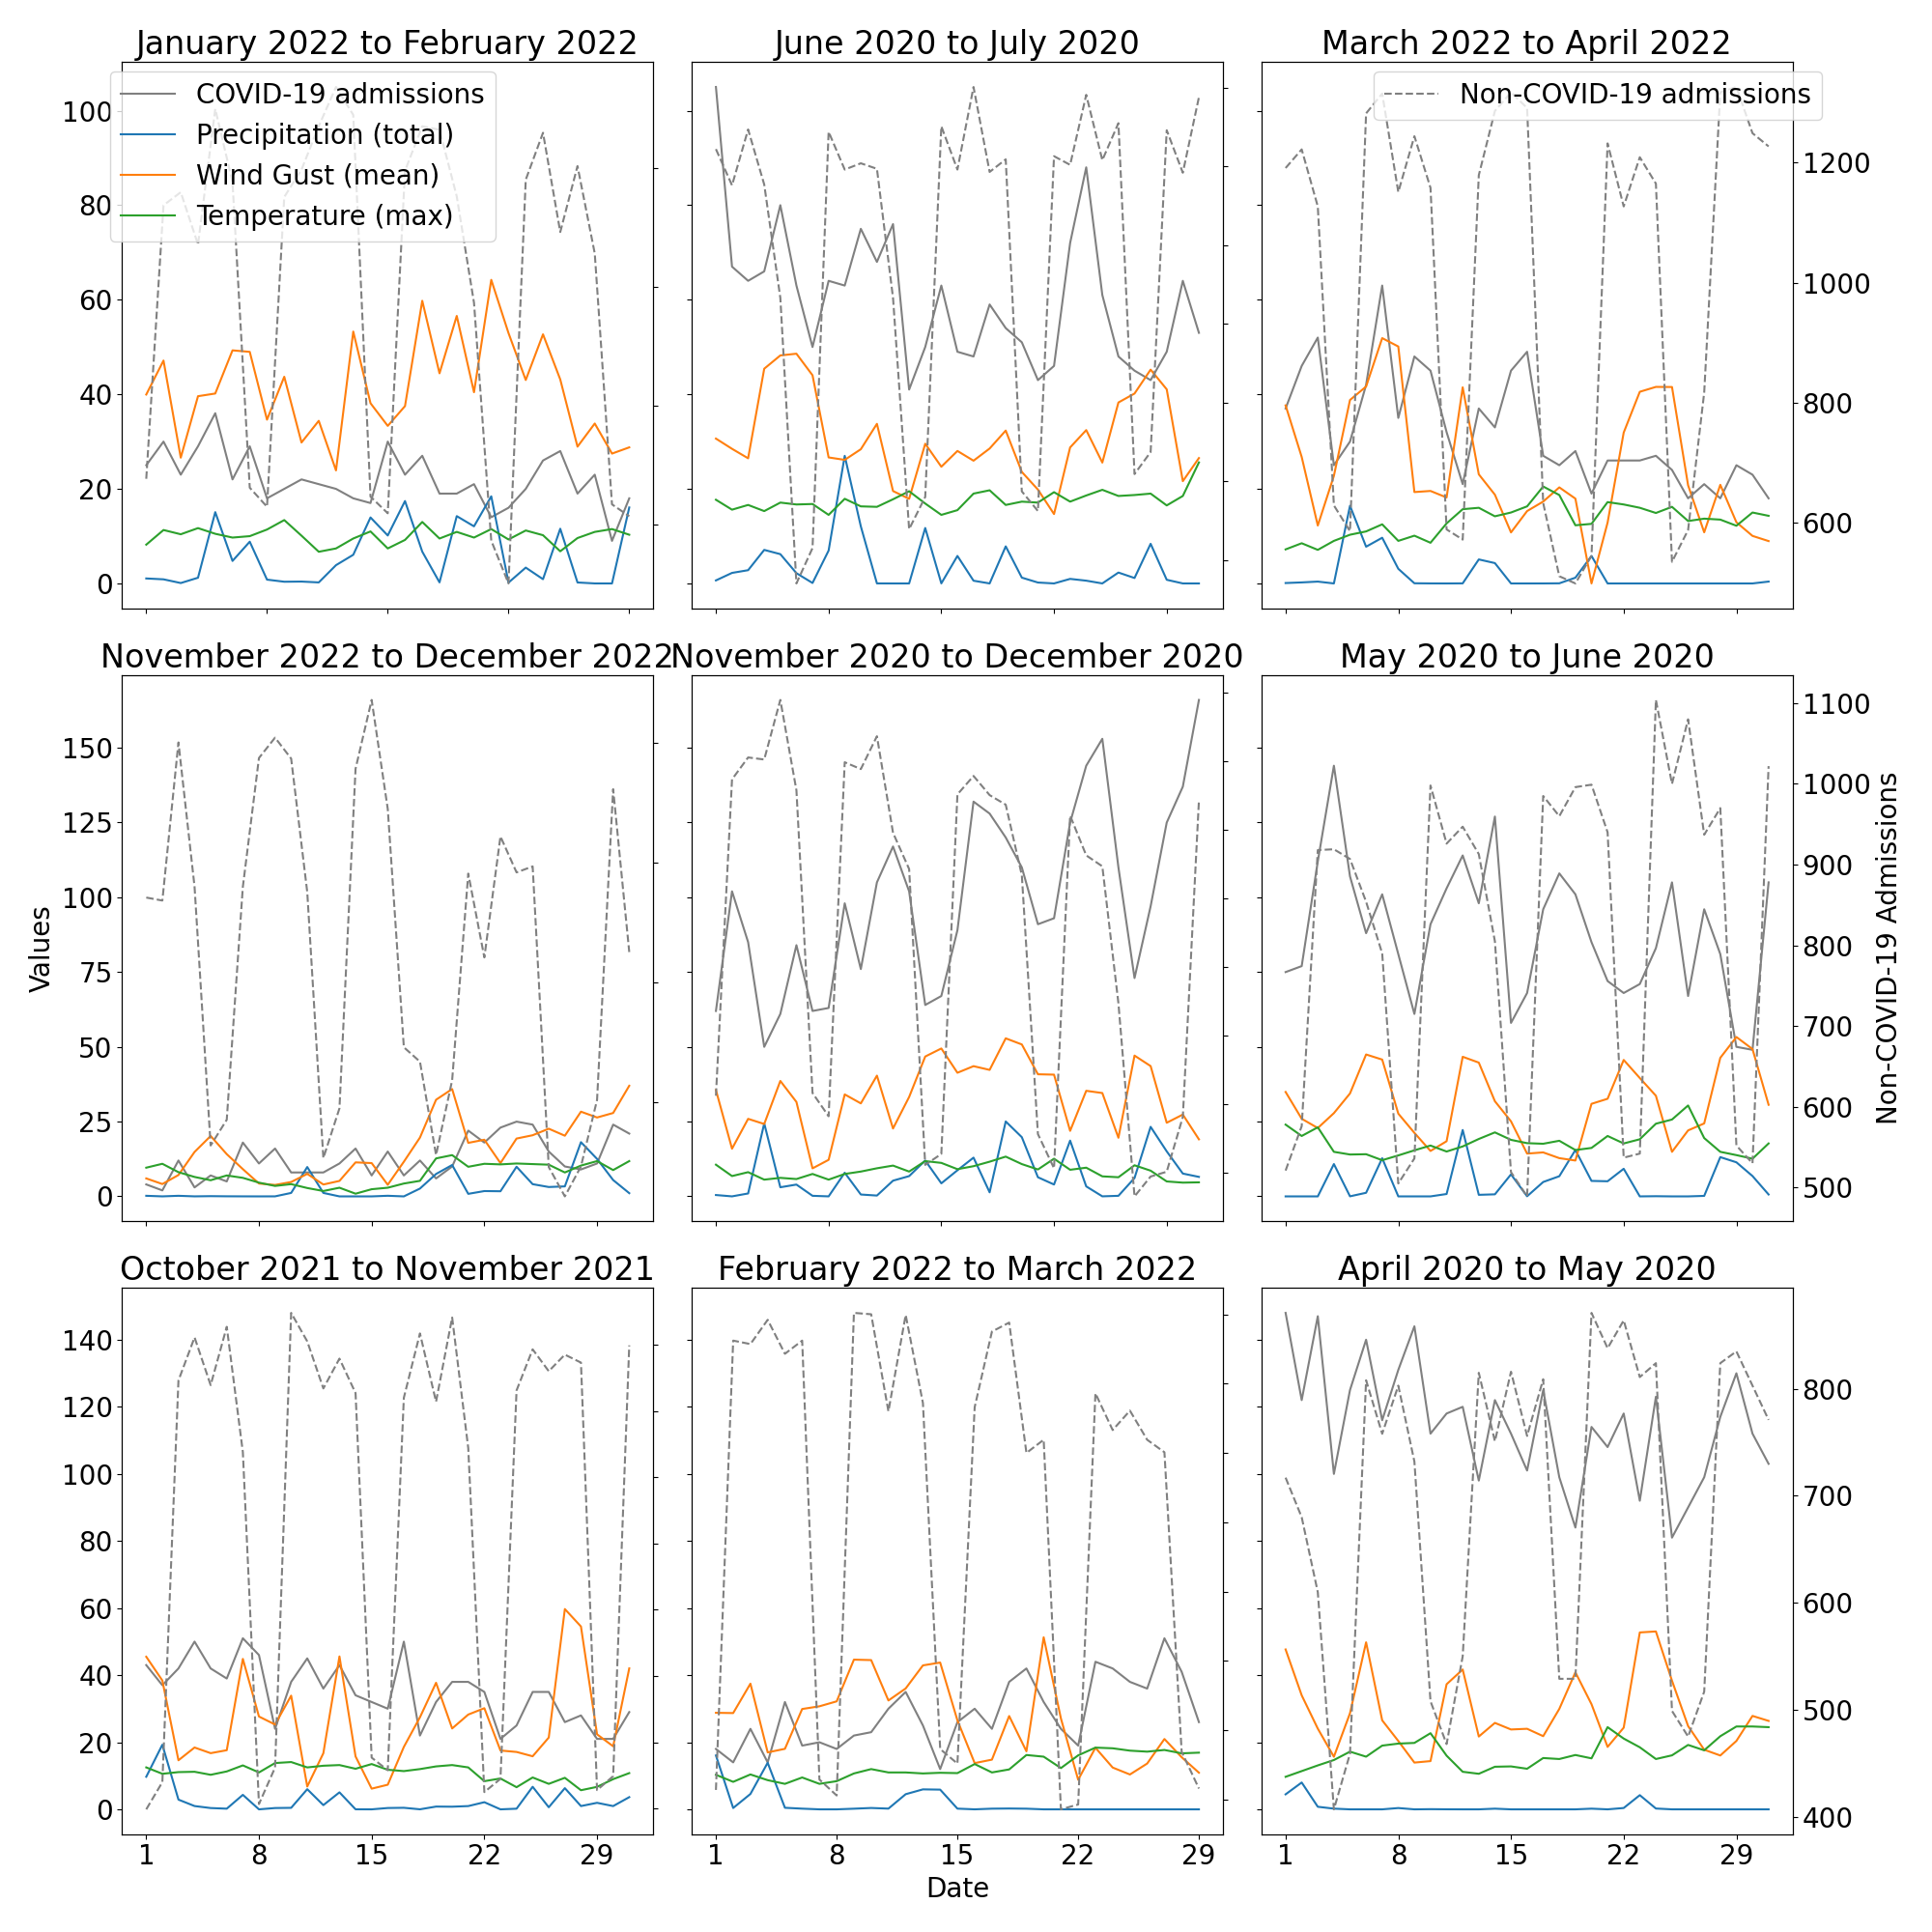 January 2022 to February 2022
June 2020 to July 2020
March 2022 to April 2022
COVID-19 admissions
Precipitation (total)
Wind Gust (mean)
Temperature (max)
Non-COVID-19 admissions
100
80
60
40
20
0
1200
1000
800
600
November 2022 to December 2022
November 2020 to December 2020
May 2020 to June 2020
150
125
100
75
50
25
0
1100
1000
900
800
700
600
500
Values
Non-COVID-19 Admissions
October 2021 to November 2021
February 2022 to March 2022
April 2020 to May 2020
140
120
100
80
60
40
20
0
800
700
600
500
400
1 8 15 22 29
1 8 15 22 29
1 8 15 22 29
Date